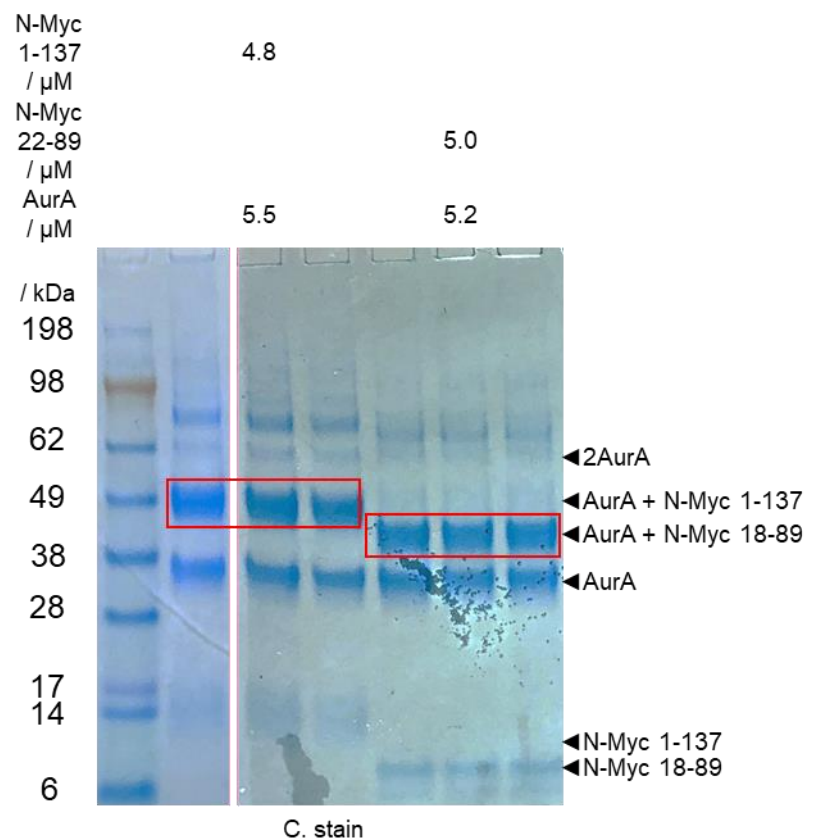 N-Myc
1-137
/ µM
4.8
N-Myc
22-89
/ µM
5.0
AurA
/ µM
5.5
5.2
/ kDa
198
98
62
49
38
28
17
14
6
◄2AurA
◄AurA + N-Myc 1-137
◄AurA + N-Myc 18-89
◄AurA
◄N-Myc 1-137
◄N-Myc 18-89
C. stain